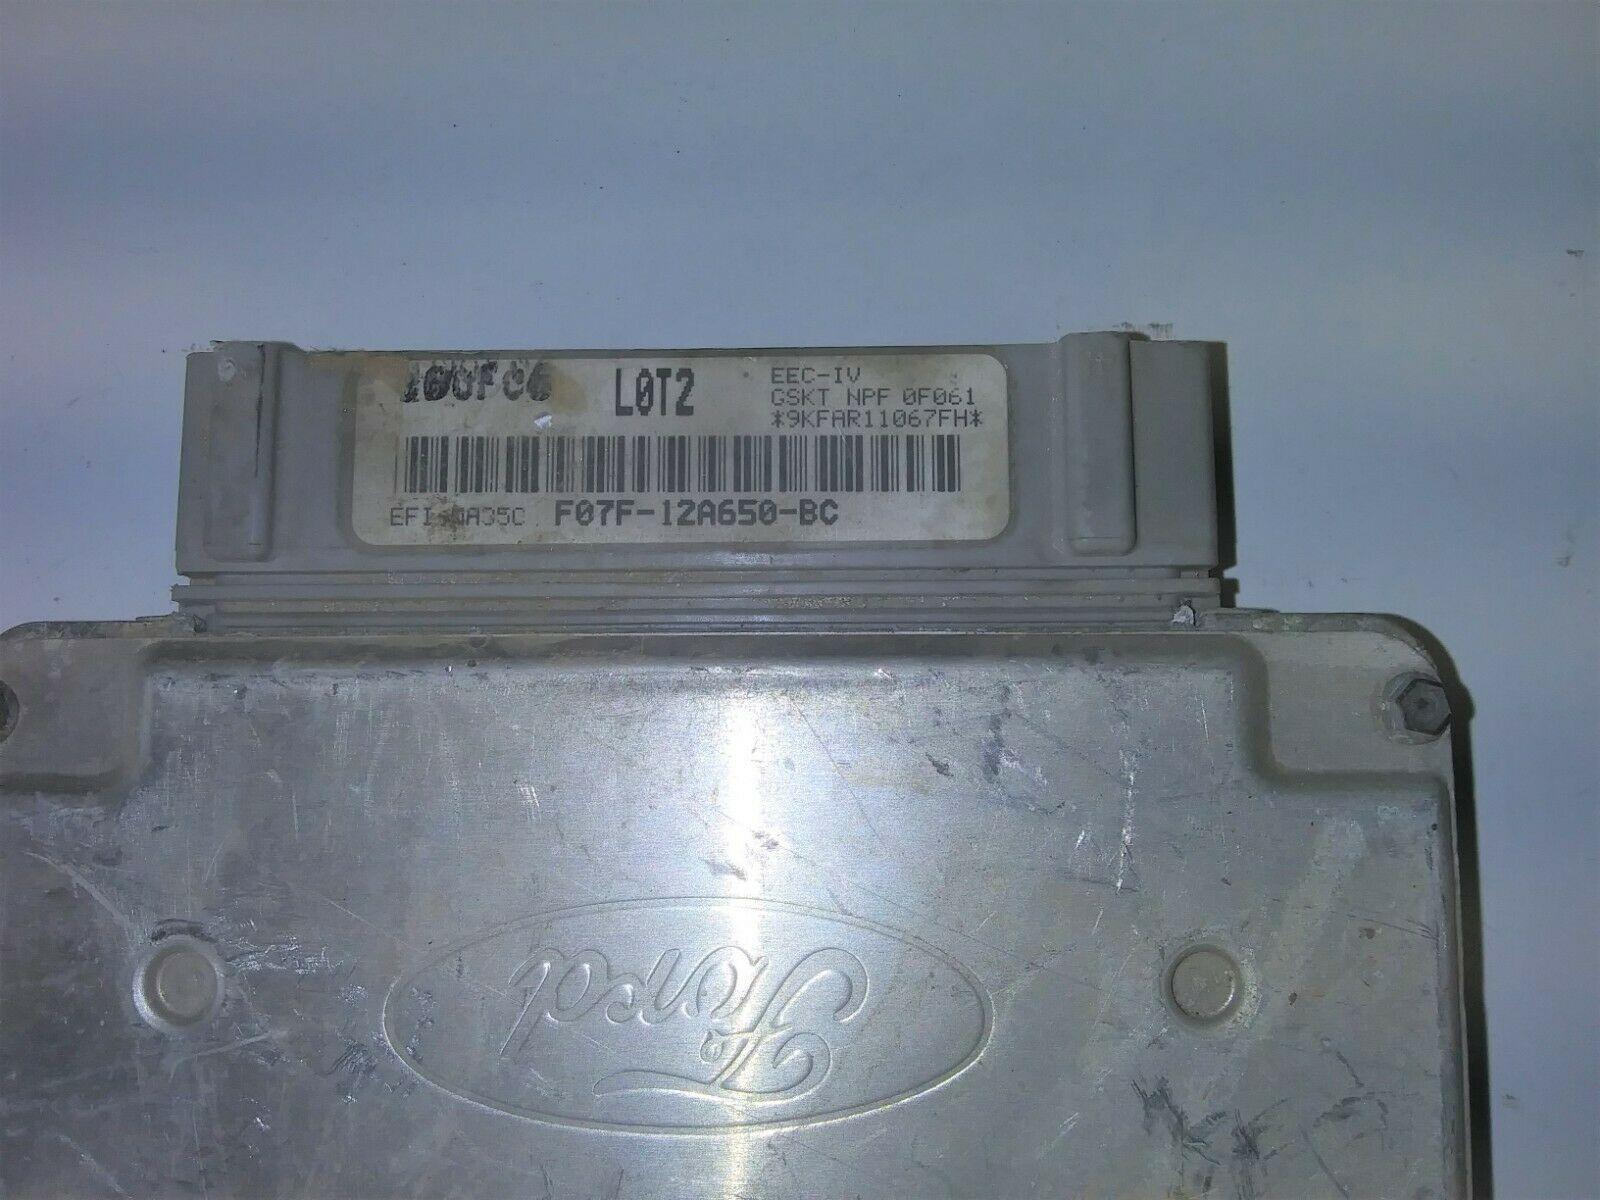 L0T2
EEC-IV
GSKT NPF 0F061
*9KFAR11067FH*
F07F-12A650-BC
Ford